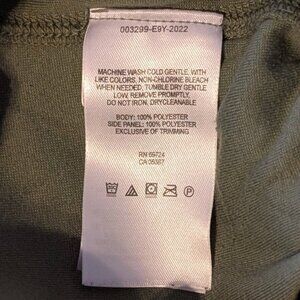 003299-E9Y-2022
MACHINE WASH COLD GENTLE, WITH
LIKE COLORS. NON-CHLORINE BLEACH
WHEN NEEDED, TUMBLE DRY GENTLE
LOW, REMOVE PROMPTLY,
DO NOT IRON, DRYCLEANABLE
BODY: 100% POLYESTER
SIDE PANEL: 100% POLYESTER
EXCLUSIVE OF TRIMMING
RN 69724
CA 05367
P